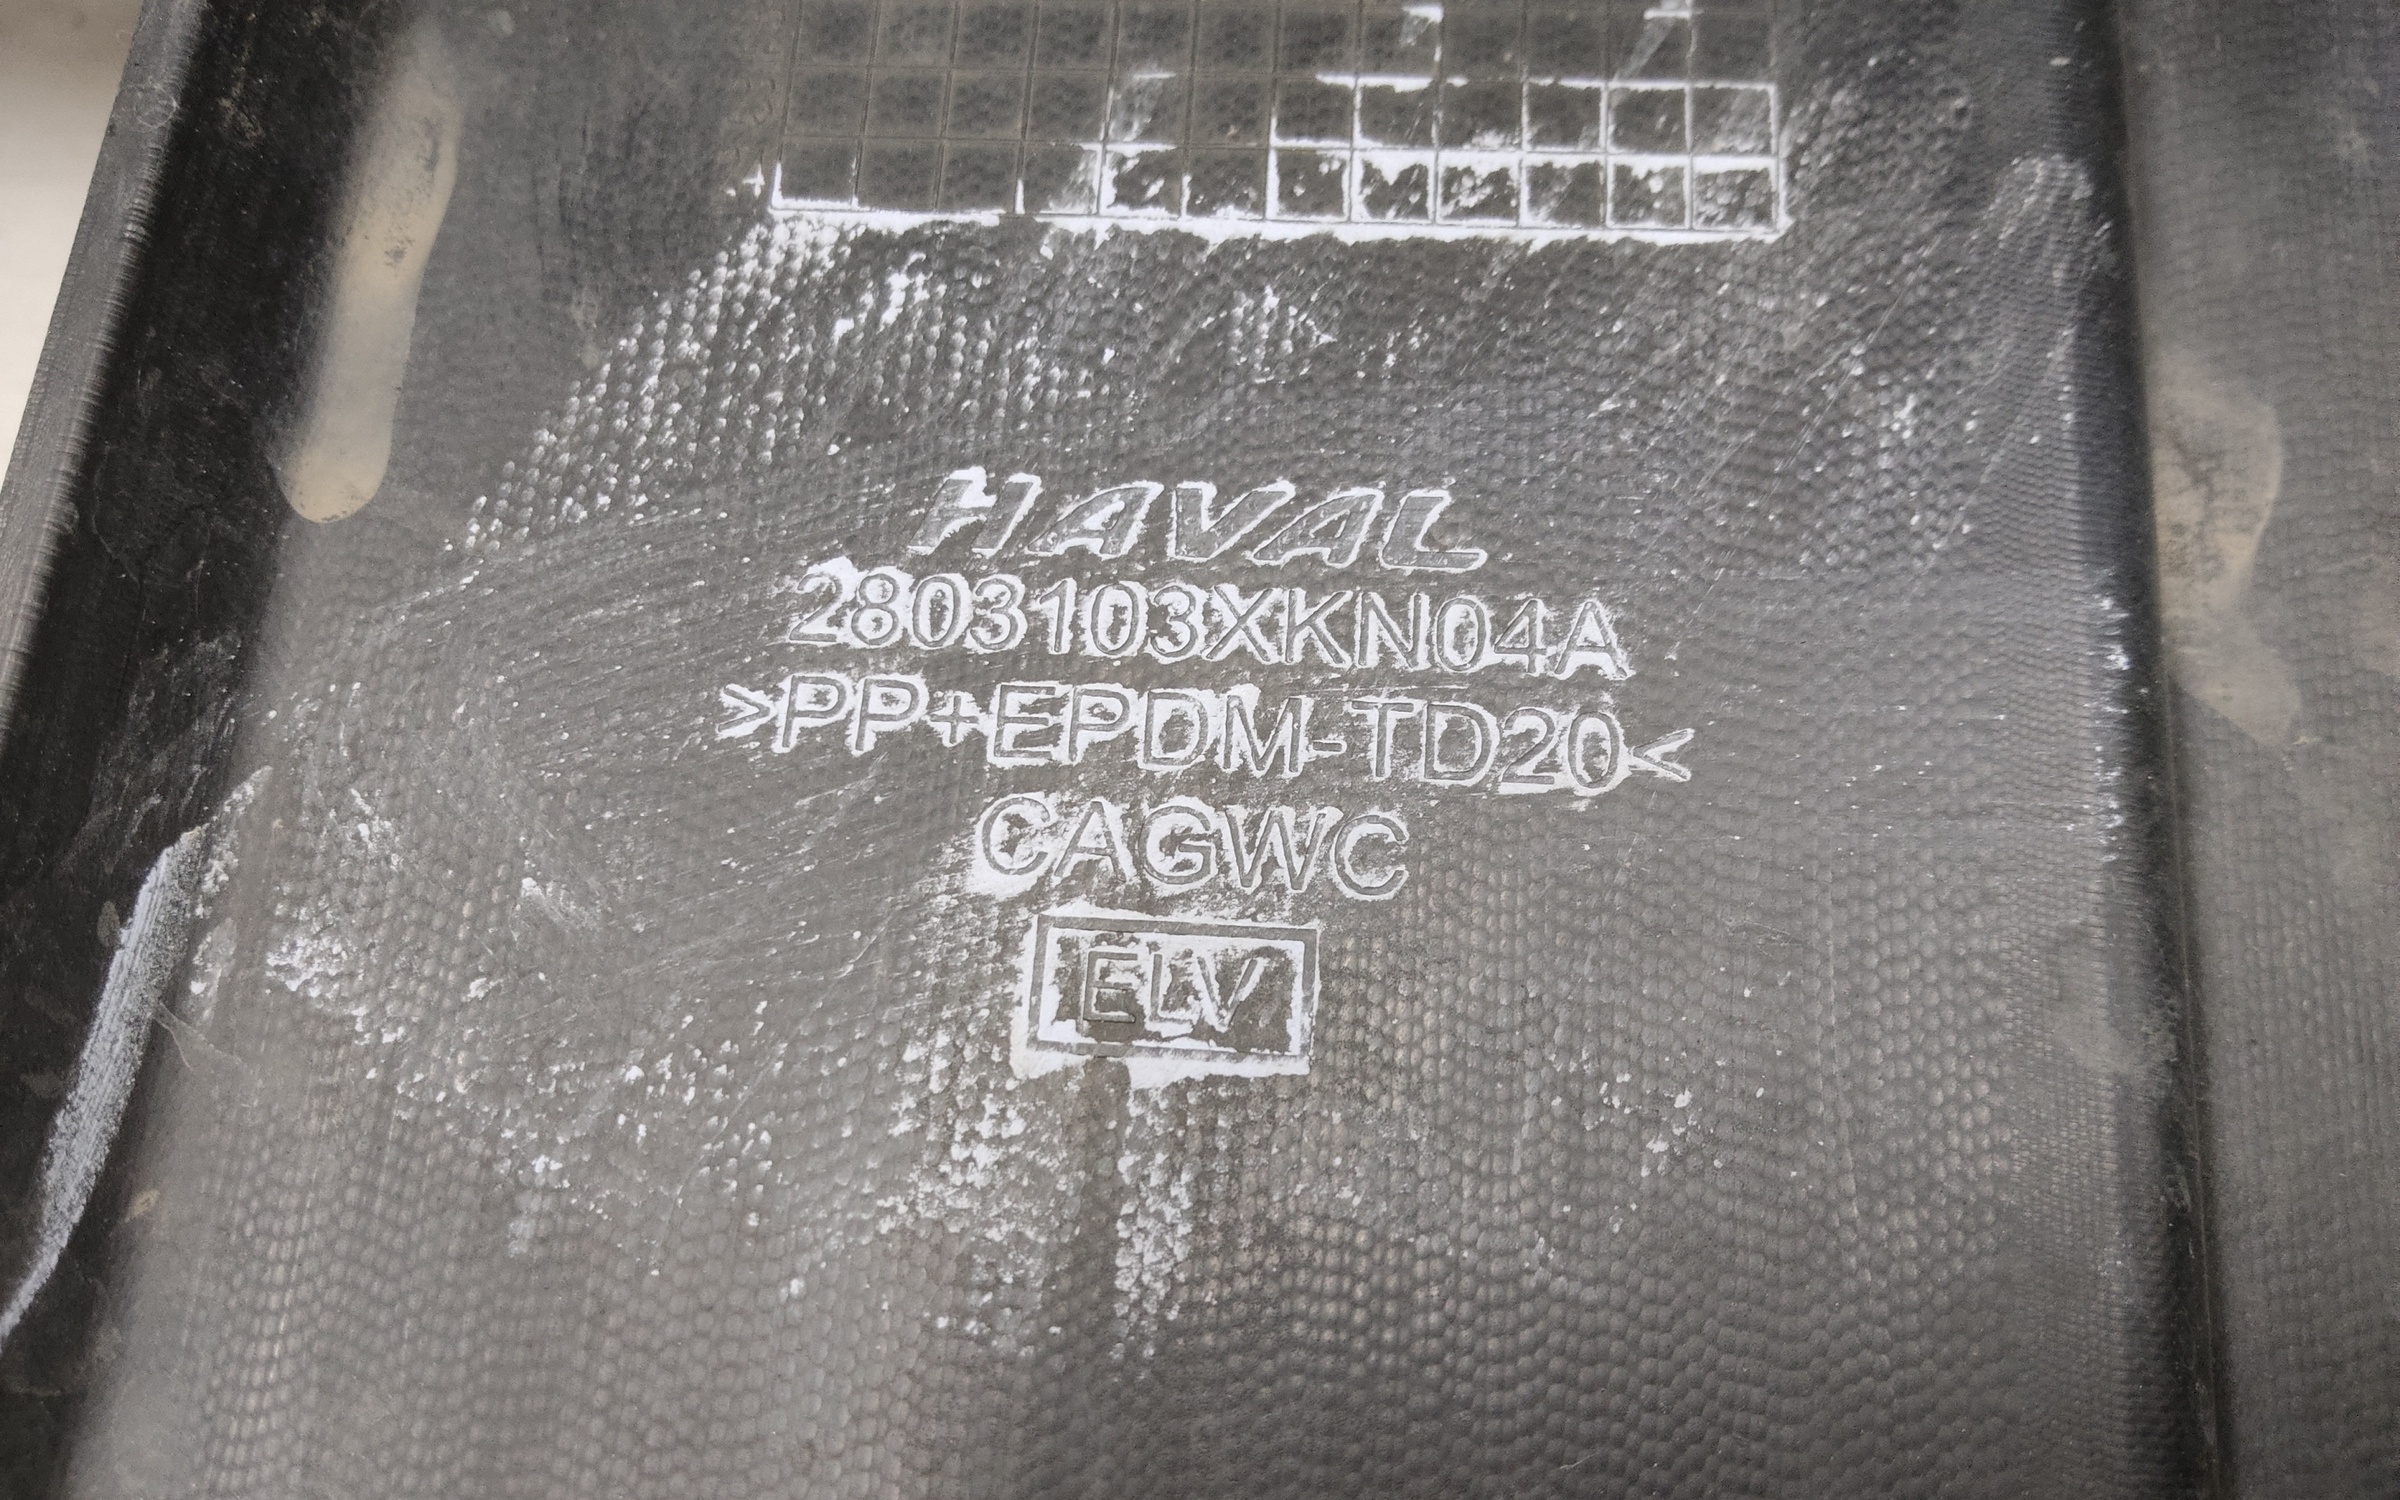 HAVAL
2803103XKN04A
>PP+EPDM-TD20<
CAGWC
ELV